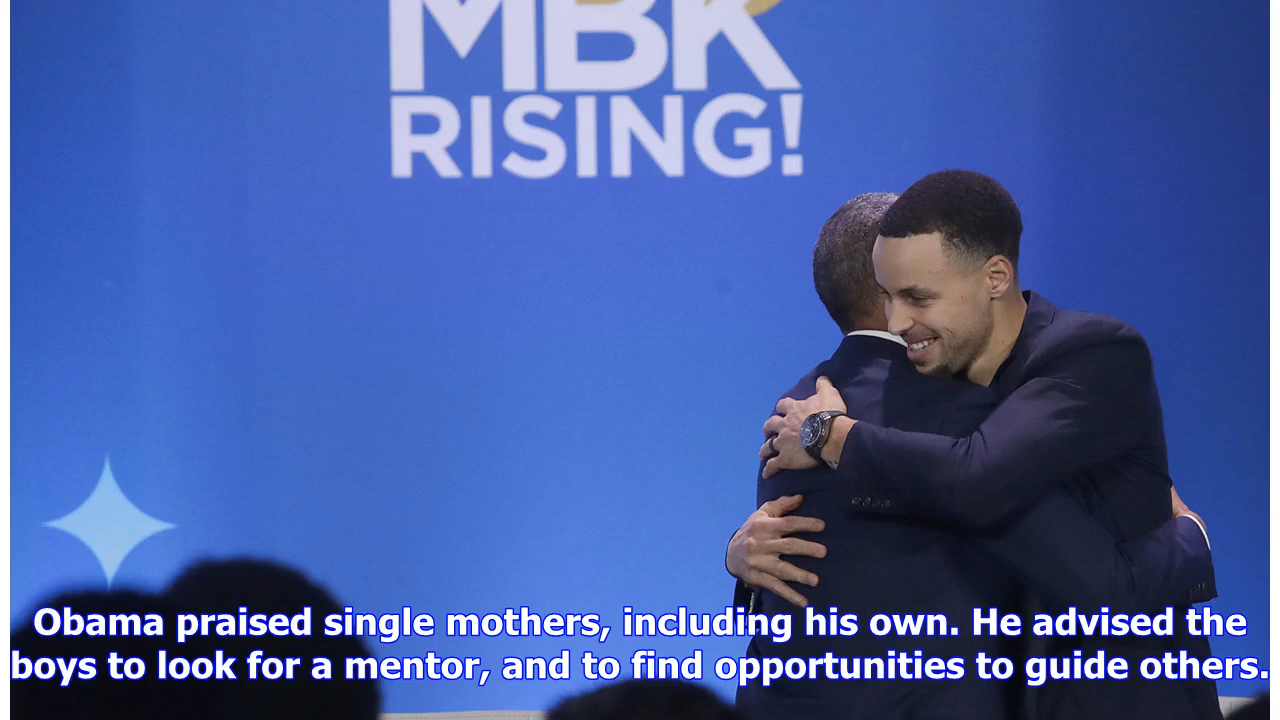 MBK
RISING!
Obama praised single mothers, including his own. He advised the
boys to look for a mentor, and to find opportunities to guide others.